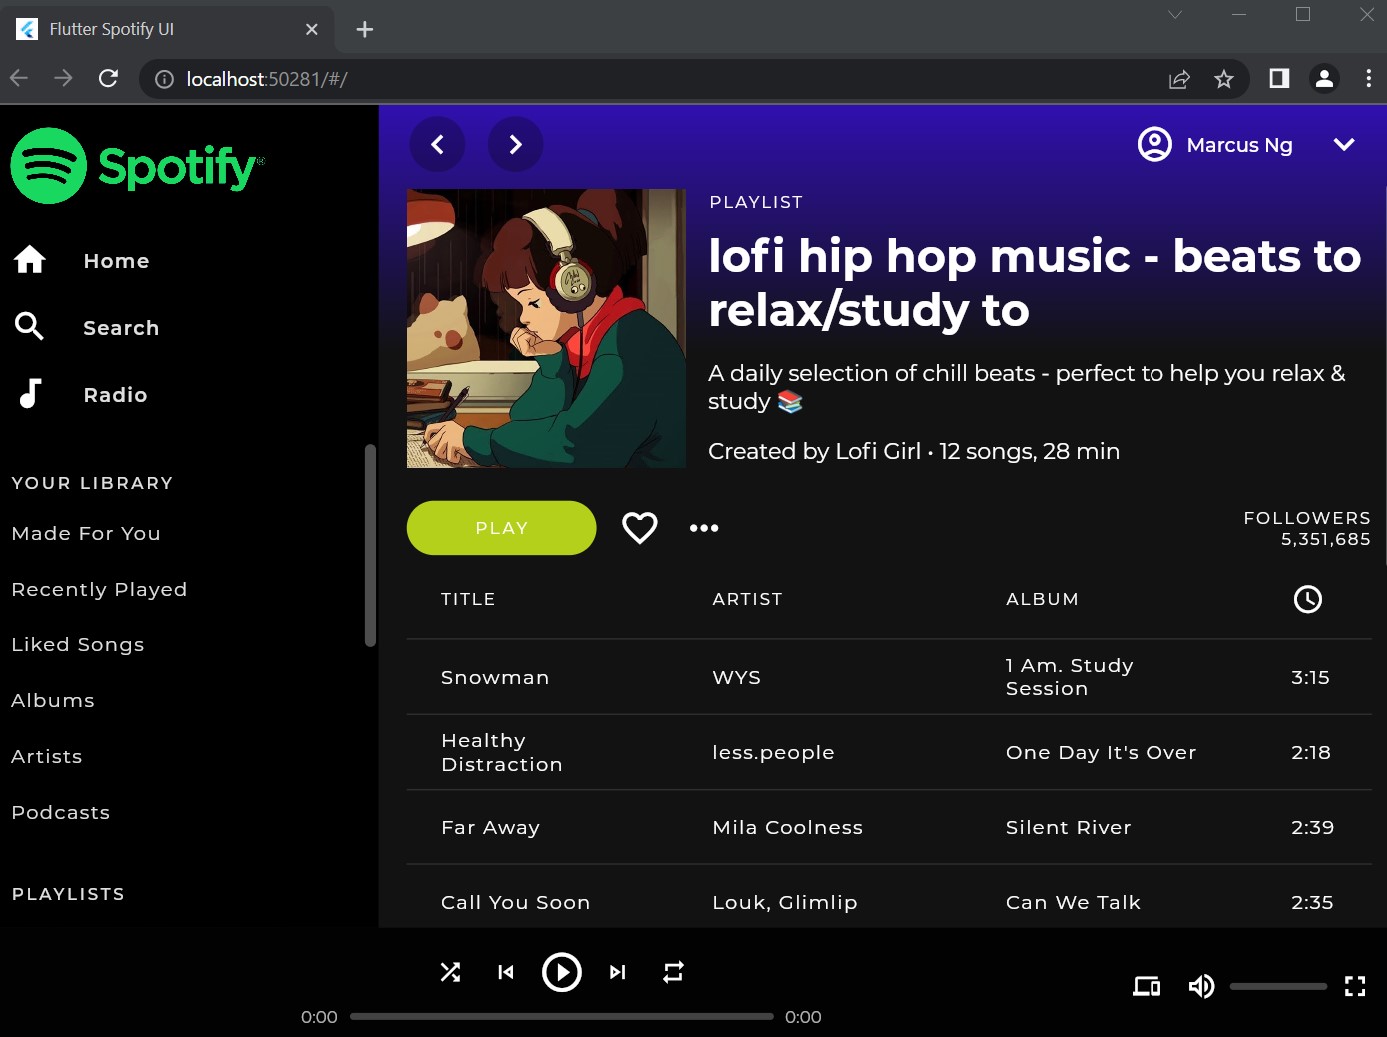 Flutter Spotify UI
localhost:50281/#/
Spotify®
Home
Search
Radio
YOUR LIBRARY
Made For You
Recently Played
Liked Songs
Albums
Artists
Podcasts
PLAYLISTS
Marcus Ng
PLAYLIST
lofi hip hop music - beats to
relax/study to
A daily selection of chill beats - perfect to help you relax &
study 📚
Created by Lofi Girl • 12 songs, 28 min
PLAY
FOLLOWERS
5,351,685
TITLE ARTIST ALBUM
Snowman WYS 1 Am. Study
Session 3:15
Healthy
Distraction less.people One Day It's Over 2:18
Far Away Mila Coolness Silent River 2:39
Call You Soon Louk, Glimlip Can We Talk 2:35
0:00 0:00